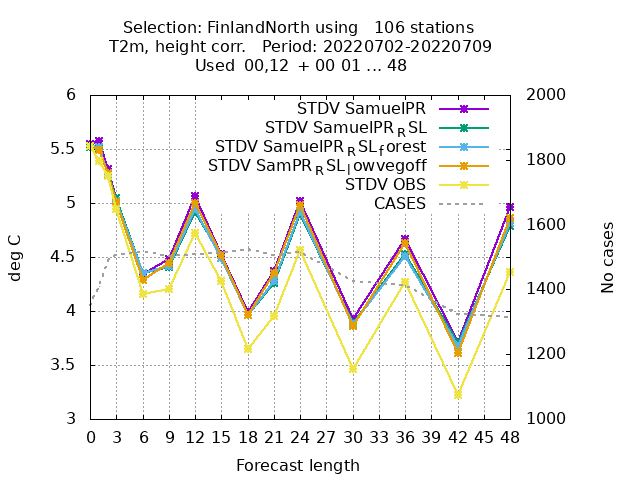 Selection: FinlandNorth using   106 stations
T2m, height corr.   Period: 20220702-20220709
Used  00,12  + 00 01 ... 48
STDV SamuelPR
STDV SamuelPR_RSL
STDV SamuelPR_RSL_forest
STDV SamPR_RSL_lowvegoff
STDV OBS
CASES
6
5.5
5
4.5
4
3.5
3
deg C
2000
1800
1600
1400
1200
1000
No cases
0 3 6 9 12 15 18 21 24 27 30 33 36 39 42 45 48
Forecast length